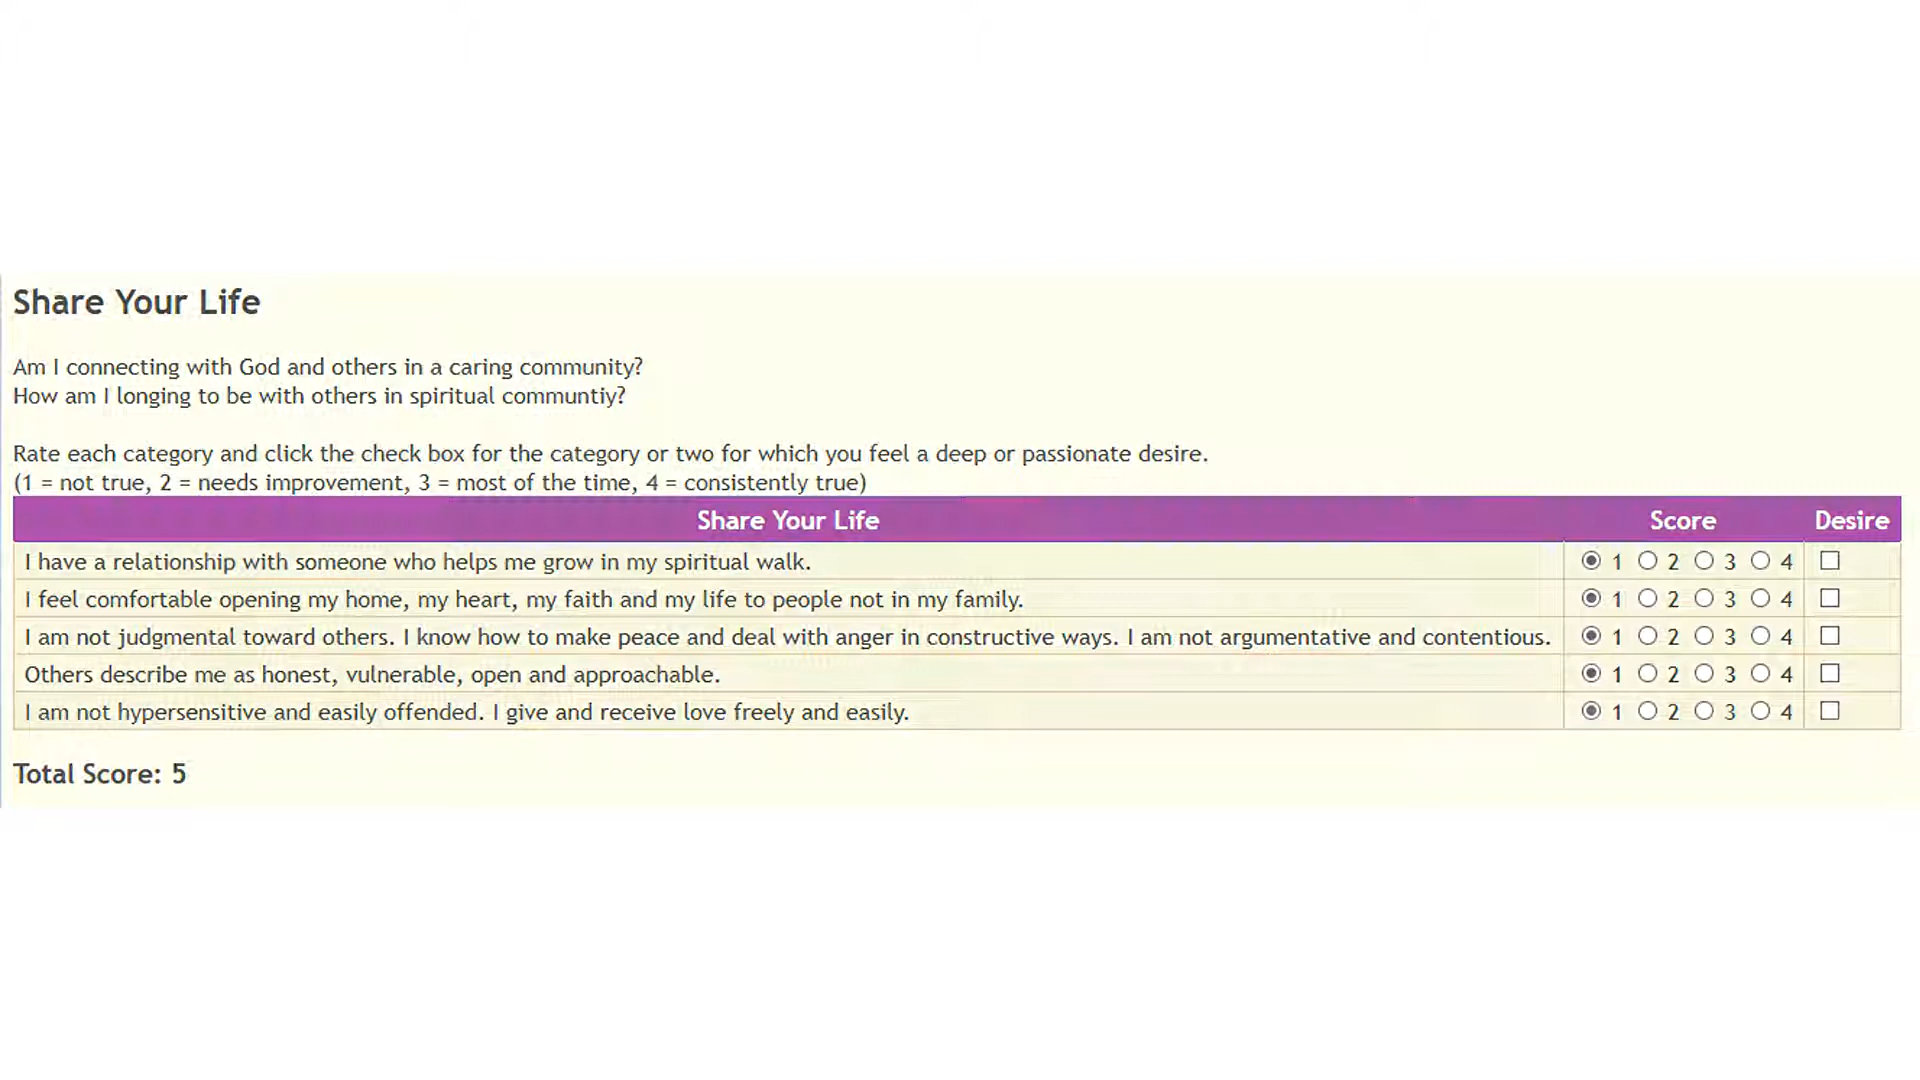 Share Your Life
Am I connecting with God and others in a caring community?
How am I longing to be with others in spiritual communtiy?
Rate each category and click the check box for the category or two for which you feel a deep or passionate desire.
(1 = not true, 2 = needs improvement, 3 = most of the time, 4 = consistently true)
Share Your Life Score Desire
I have a relationship with someone who helps me grow in my spiritual walk. 1 2 3 4
I feel comfortable opening my home, my heart, my faith and my life to people not in my family. 1 2 3 4
I am not judgmental toward others. I know how to make peace and deal with anger in constructive ways. I am not argumentative and contentious. 1 2 3 4
Others describe me as honest, vulnerable, open and approachable. 1 2 3 4
I am not hypersensitive and easily offended. I give and receive love freely and easily. 1 2 3 4
Total Score: 5